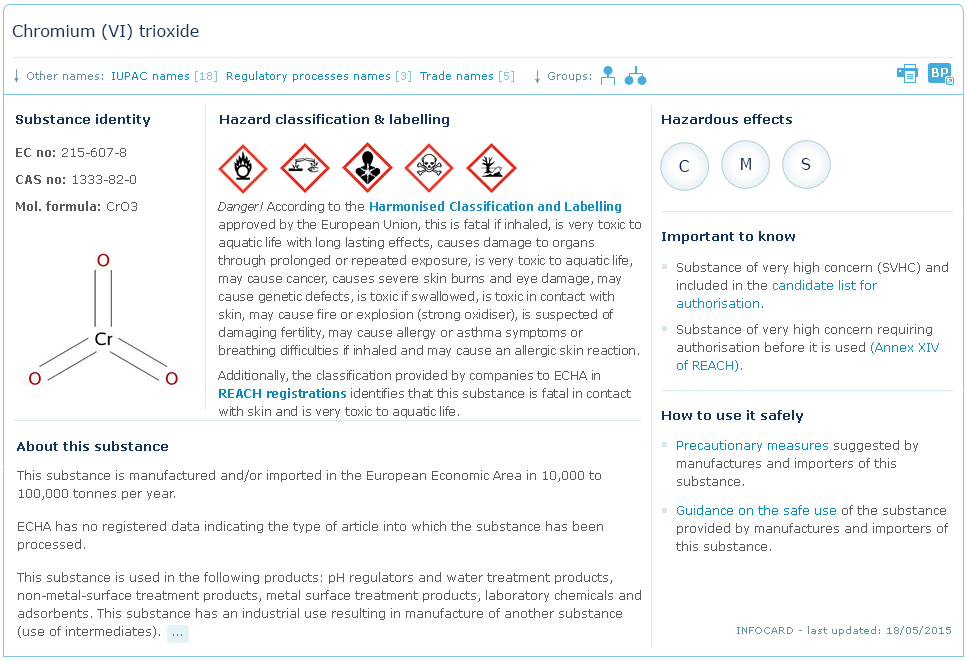 Chromium (VI) trioxide
↓ Other names: IUPAC names [18] Regulatory processes names [3] Trade names [5] ↓ Groups:
BP
Substance identity
EC no: 215-607-8
CAS no: 1333-82-0
Mol. formula: CrO3
O
Cr
O
O
Hazard classification & labelling
Danger! According to the Harmonised Classification and Labelling
approved by the European Union, this is fatal if inhaled, is very toxic to
aquatic life with long lasting effects, causes damage to organs
through prolonged or repeated exposure, is very toxic to aquatic life,
may cause cancer, causes severe skin burns and eye damage, may
cause genetic defects, is toxic if swallowed, is toxic in contact with
skin, may cause fire or explosion (strong oxidiser), is suspected of
damaging fertility, may cause allergy or asthma symptoms or
breathing difficulties if inhaled and may cause an allergic skin reaction.
Additionally, the classification provided by companies to ECHA in
REACH registrations identifies that this substance is fatal in contact
with skin and is very toxic to aquatic life.
About this substance
This substance is manufactured and/or imported in the European Economic Area in 10,000 to
100,000 tonnes per year.
ECHA has no registered data indicating the type of article into which the substance has been
processed.
This substance is used in the following products: pH regulators and water treatment products,
non-metal-surface treatment products, metal surface treatment products, laboratory chemicals and
adsorbents. This substance has an industrial use resulting in manufacture of another substance
(use of intermediates). ...
Hazardous effects
C M S
Important to know
Substance of very high concern (SVHC) and
included in the candidate list for
authorisation.
Substance of very high concern requiring
authorisation before it is used (Annex XIV
of REACH).
How to use it safely
Precautionary measures suggested by
manufactures and importers of this
substance.
Guidance on the safe use of the substance
provided by manufactures and importers of
this substance.
INFOCARD - last updated: 18/05/2015